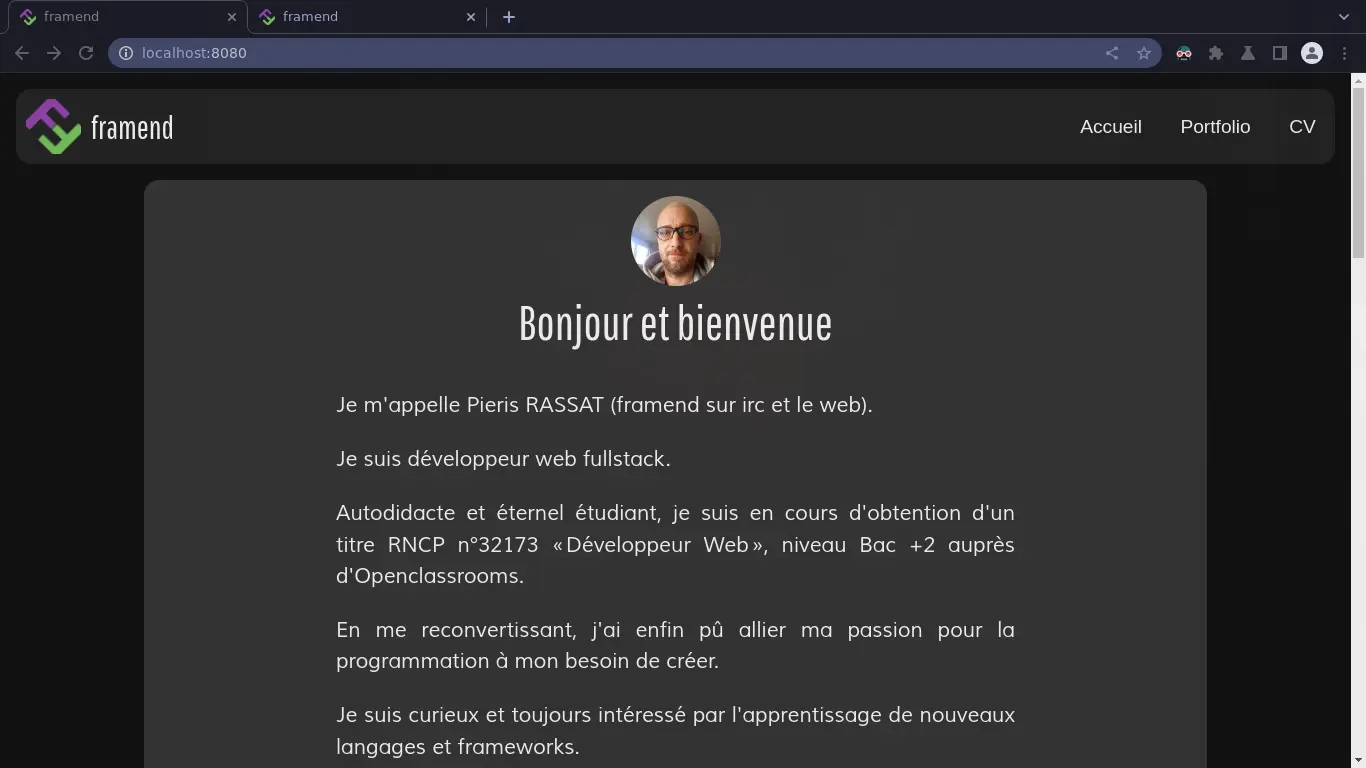 framend
framend
localhost:8080
framend
Accueil
Portfolio
CV
Bonjour et bienvenue
Je m'appelle Pieris RASSAT (framend sur irc et le web).
Je suis développeur web fullstack.
Autodidacte et éternel étudiant, je suis en cours d'obtention d'un
titre RNCP n°32173 « Développeur Web », niveau Bac +2 auprès
d'Openclassrooms.
En me reconvertissant, j'ai enfin pû allier ma passion pour la
programmation à mon besoin de créer.
Je suis curieux et toujours intéressé par l'apprentissage de nouveaux
langages et frameworks.